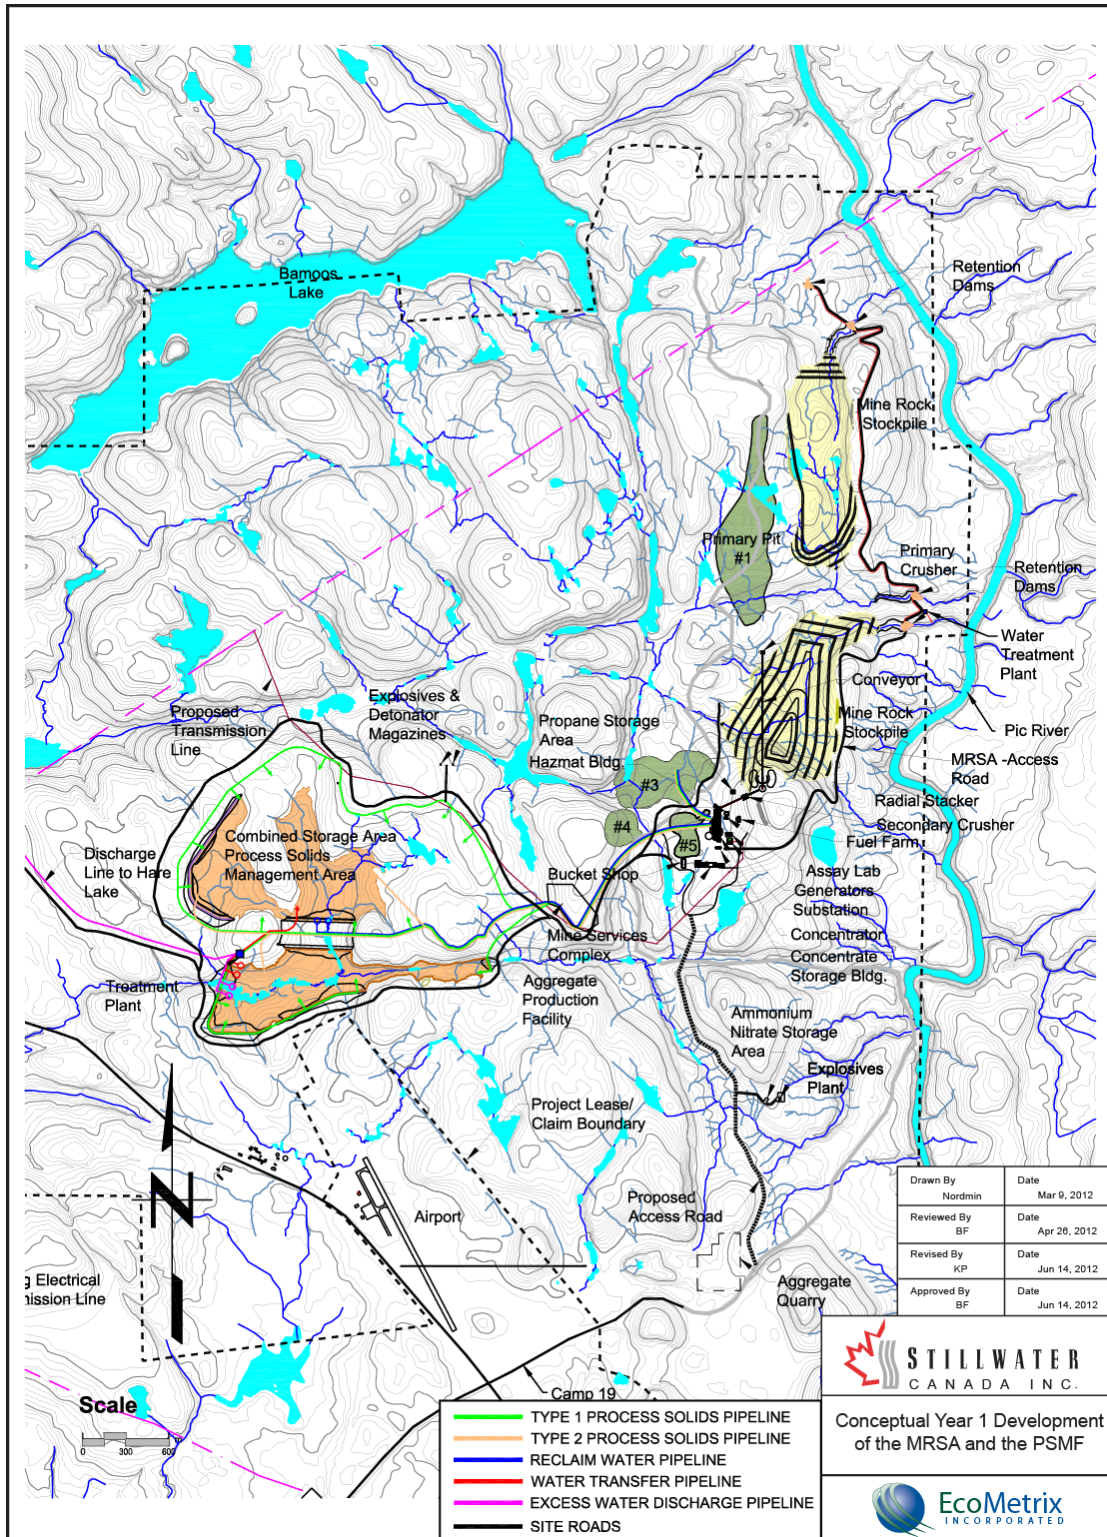 Bamoos
Lake
Retention
Dams
Mine Rock
Stockpile
Primary Pit
#1
Primary
Crusher
Retention
Dams
Water
Treatment
Plant
Conveyor
Mine Rock
Stockpile
Pic River
MRSA -Access
Road
Radial Stacker
Secondary Crusher
Fuel Farm
Assay Lab
Generators
Substation
Concentrator
Concentrate
Storage Bldg.
Proposed
Transmission
Line
Explosives &
Detonator
Magazines
Propane Storage
Area
Hazmat Bldg.
#3
#4
#5
Combined Storage Area
Process Solids
Management Area
Discharge
Line to Hare
Lake
Bucket Shop
Mine Services
Complex
Treatment
Plant
Aggregate
Production
Facility
Ammonium
Nitrate Storage
Area
Explosives
Plant
Project Lease/
Claim Boundary
Proposed
Access Road
Airport
N
g Electrical
mission Line
Aggregate
Quarry
Camp 19
Scale
0 300 600
m
TYPE 1 PROCESS SOLIDS PIPELINE
TYPE 2 PROCESS SOLIDS PIPELINE
RECLAIM WATER PIPELINE
WATER TRANSFER PIPELINE
EXCESS WATER DISCHARGE PIPELINE
SITE ROADS
Drawn By Nordmin Date Mar 9, 2012
Reviewed By BF Date Apr 26, 2012
Revised By KP Date Jun 14, 2012
Approved By BF Date Jun 14, 2012
STILLWATER
CANADA INC.
Conceptual Year 1 Development
of the MRSA and the PSMF
EcoMetrix
INCORPORATED